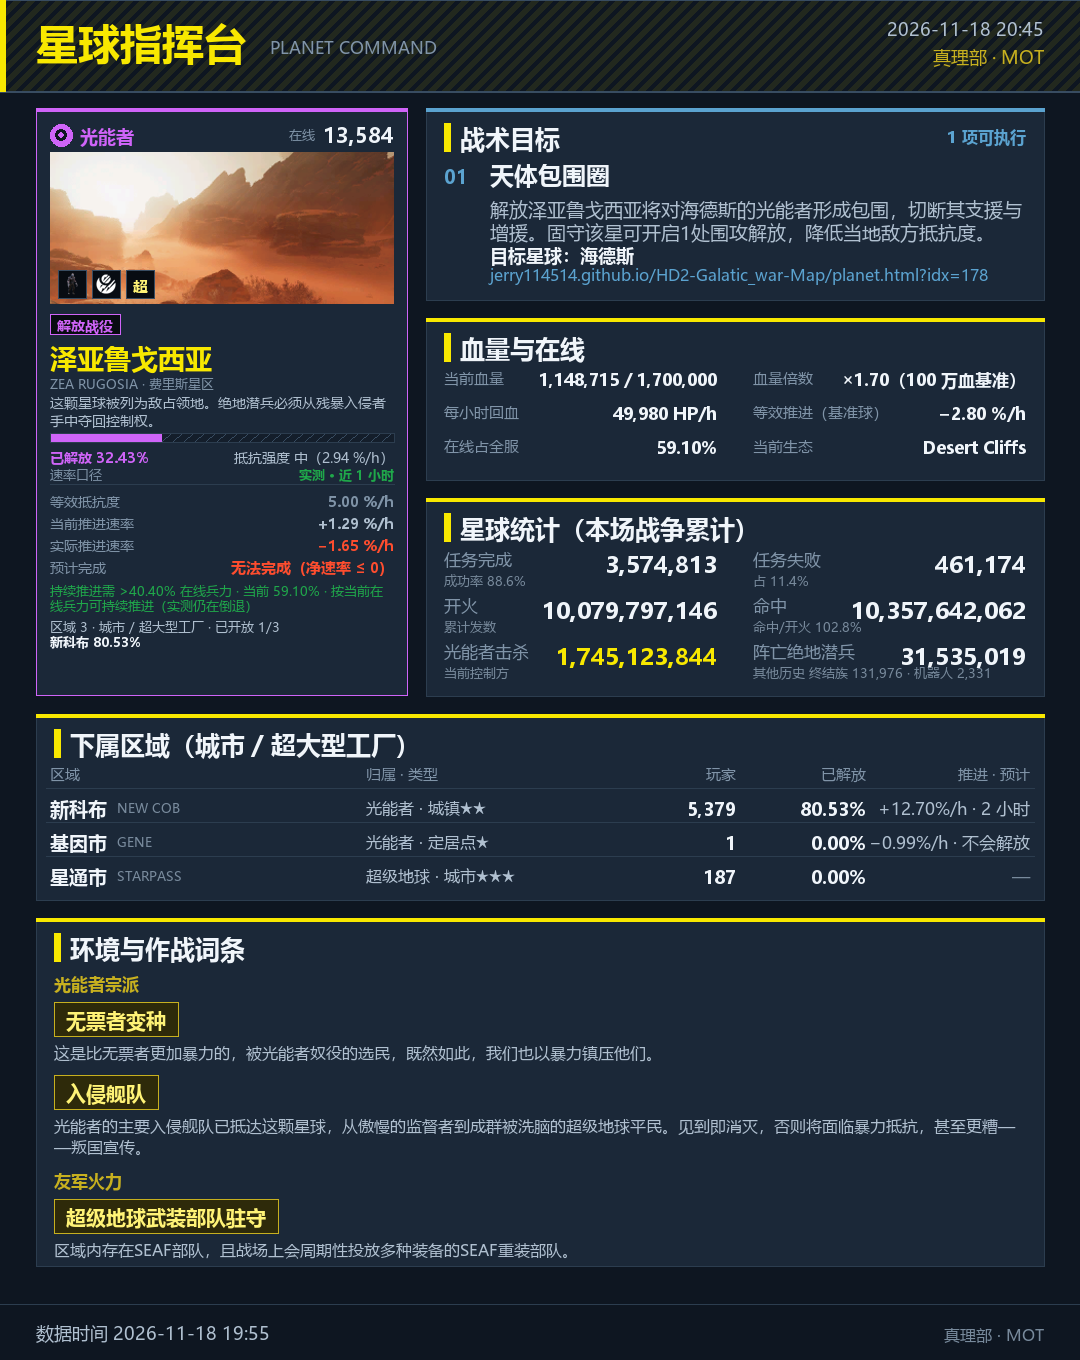 星球指挥台 PLANET COMMAND
2026-11-18 20:45
真理部 · MOT
光能者 在线 13,584
超
解放战役
泽亚鲁戈西亚
ZEA RUGOSIA · 费里斯星区
这颗星球被列为敌占领地。绝地潜兵必须从残暴入侵者
手中夺回控制权。
已解放 32.43% 抵抗强度 中（2.94 %/h）
速率口径 实测 • 近 1 小时
等效抵抗度 5.00 %/h
当前推进速率 +1.29 %/h
实际推进速率 −1.65 %/h
预计完成 无法完成（净速率 ≤ 0）
持续推进需 >40.40% 在线兵力 · 当前 59.10% · 按当前在
线兵力可持续推进（实测仍在倒退）
区域 3 · 城市 / 超大型工厂 · 已开放 1/3
新科布 80.53%
战术目标 1 项可执行
01 天体包围圈
解放泽亚鲁戈西亚将对海德斯的光能者形成包围，切断其支援与
增援。固守该星可开启1处围攻解放，降低当地敌方抵抗度。
目标星球：海德斯
jerry114514.github.io/HD2-Galatic_war-Map/planet.html?idx=178
血量与在线
当前血量 1,148,715 / 1,700,000 血量倍数 ×1.70（100 万血基准）
每小时回血 49,980 HP/h 等效推进（基准球） −2.80 %/h
在线占全服 59.10% 当前生态 Desert Cliffs
星球统计（本场战争累计）
任务完成 3,574,813 任务失败 461,174
成功率 88.6% 占 11.4%
开火 10,079,797,146 命中 10,357,642,062
累计发数 命中/开火 102.8%
光能者击杀 1,745,123,844 阵亡绝地潜兵 31,535,019
当前控制方 其他历史 终结族 131,976 · 机器人 2,331
下属区域（城市 / 超大型工厂）
区域 归属 · 类型 玩家 已解放 推进 · 预计
新科布 NEW COB 光能者 · 城镇★★ 5,379 80.53% +12.70%/h · 2 小时
基因市 GENE 光能者 · 定居点★ 1 0.00% −0.99%/h · 不会解放
星通市 STARPASS 超级地球 · 城市★★★ 187 0.00% —
环境与作战词条
光能者宗派
无票者变种
这是比无票者更加暴力的，被光能者奴役的选民，既然如此，我们也以暴力镇压他们。
入侵舰队
光能者的主要入侵舰队已抵达这颗星球，从傲慢的监督者到成群被洗脑的超级地球平民。见到即消灭，否则将面临暴力抵抗，甚至更糟—
—叛国宣传。
友军火力
超级地球武装部队驻守
区域内存在SEAF部队，且战场上会周期性投放多种装备的SEAF重装部队。
数据时间 2026-11-18 19:55
真理部 · MOT